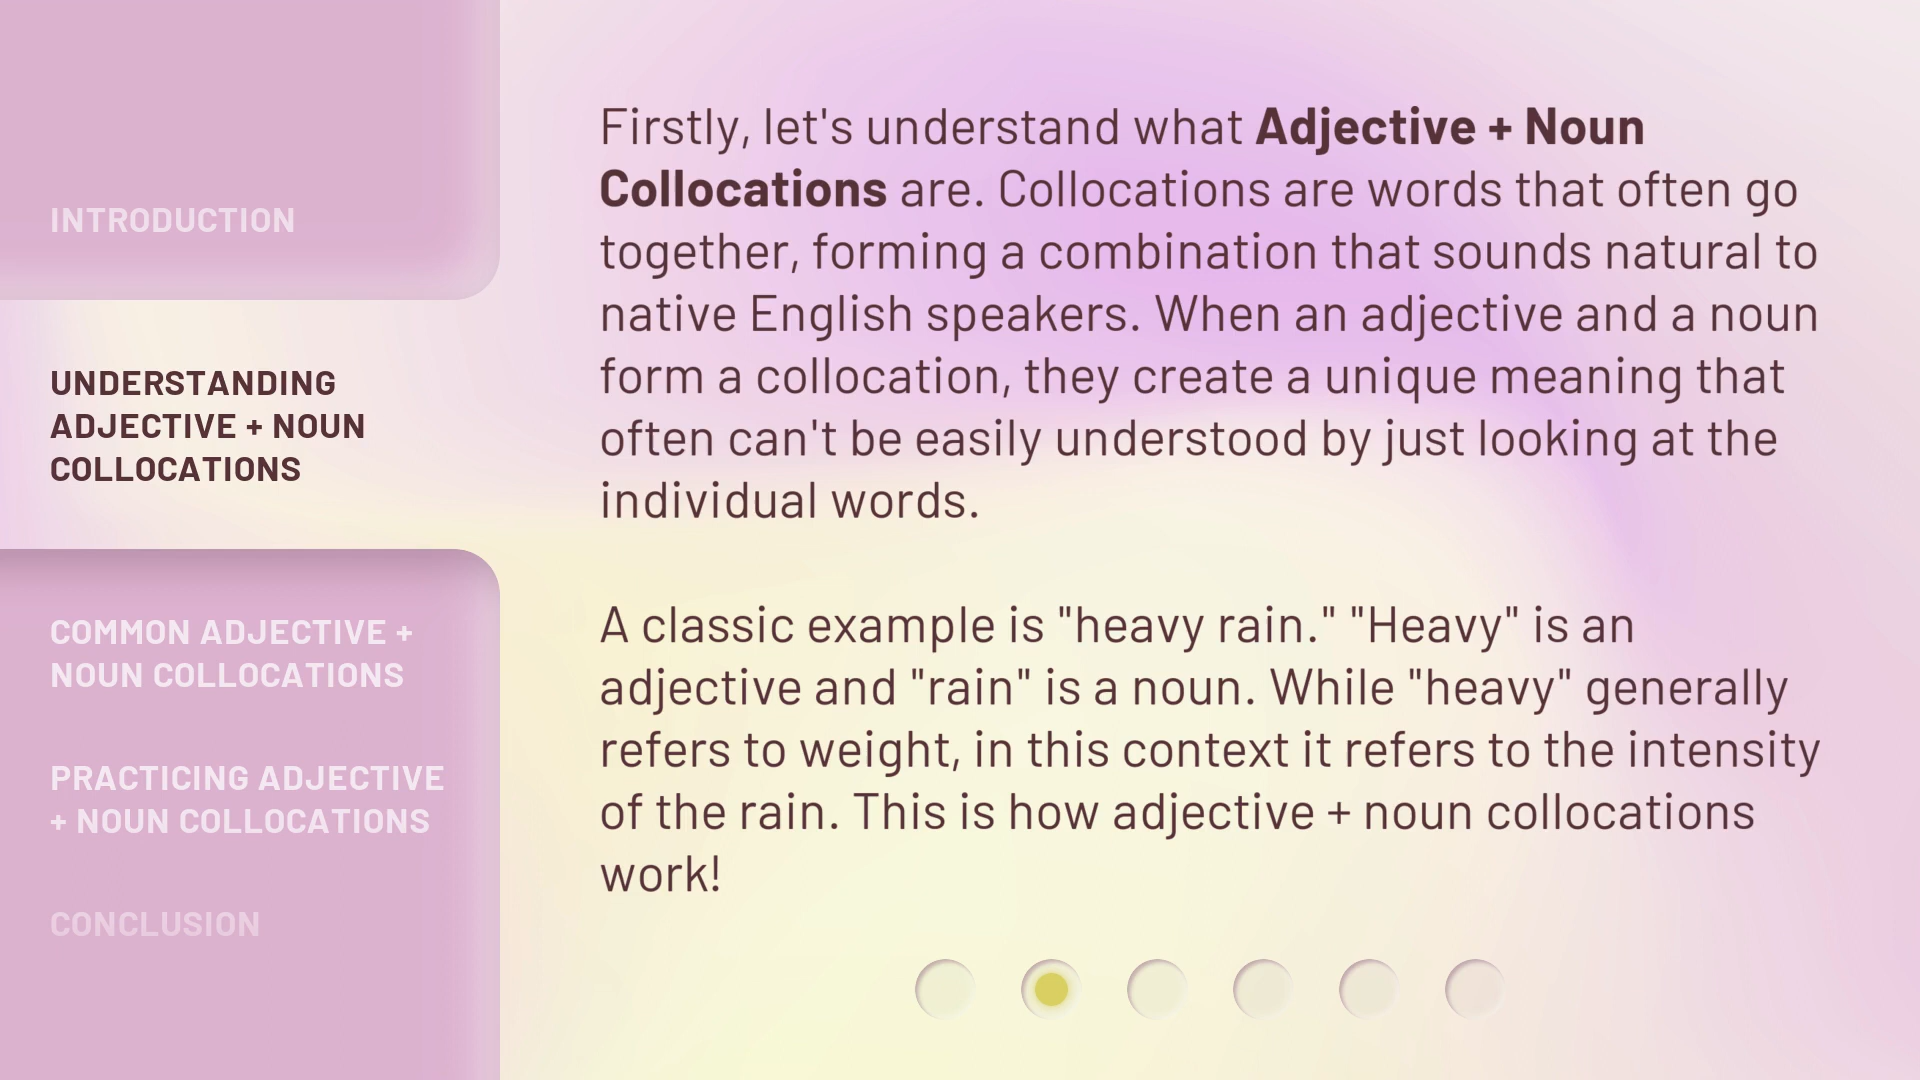 INTRODUCTION
UNDERSTANDING
ADJECTIVE + NOUN
COLLOCATIONS
COMMON ADJECTIVE +
NOUN COLLOCATIONS
PRACTICING ADJECTIVE
+ NOUN COLLOCATIONS
CONCLUSION
Firstly, let's understand what Adjective + Noun
Collocations are. Collocations are words that often go
together, forming a combination that sounds natural to
native English speakers. When an adjective and a noun
form a collocation, they create a unique meaning that
often can't be easily understood by just looking at the
individual words.
A classic example is "heavy rain." "Heavy" is an
adjective and "rain" is a noun. While "heavy" generally
refers to weight, in this context it refers to the intensity
of the rain. This is how adjective + noun collocations
work!